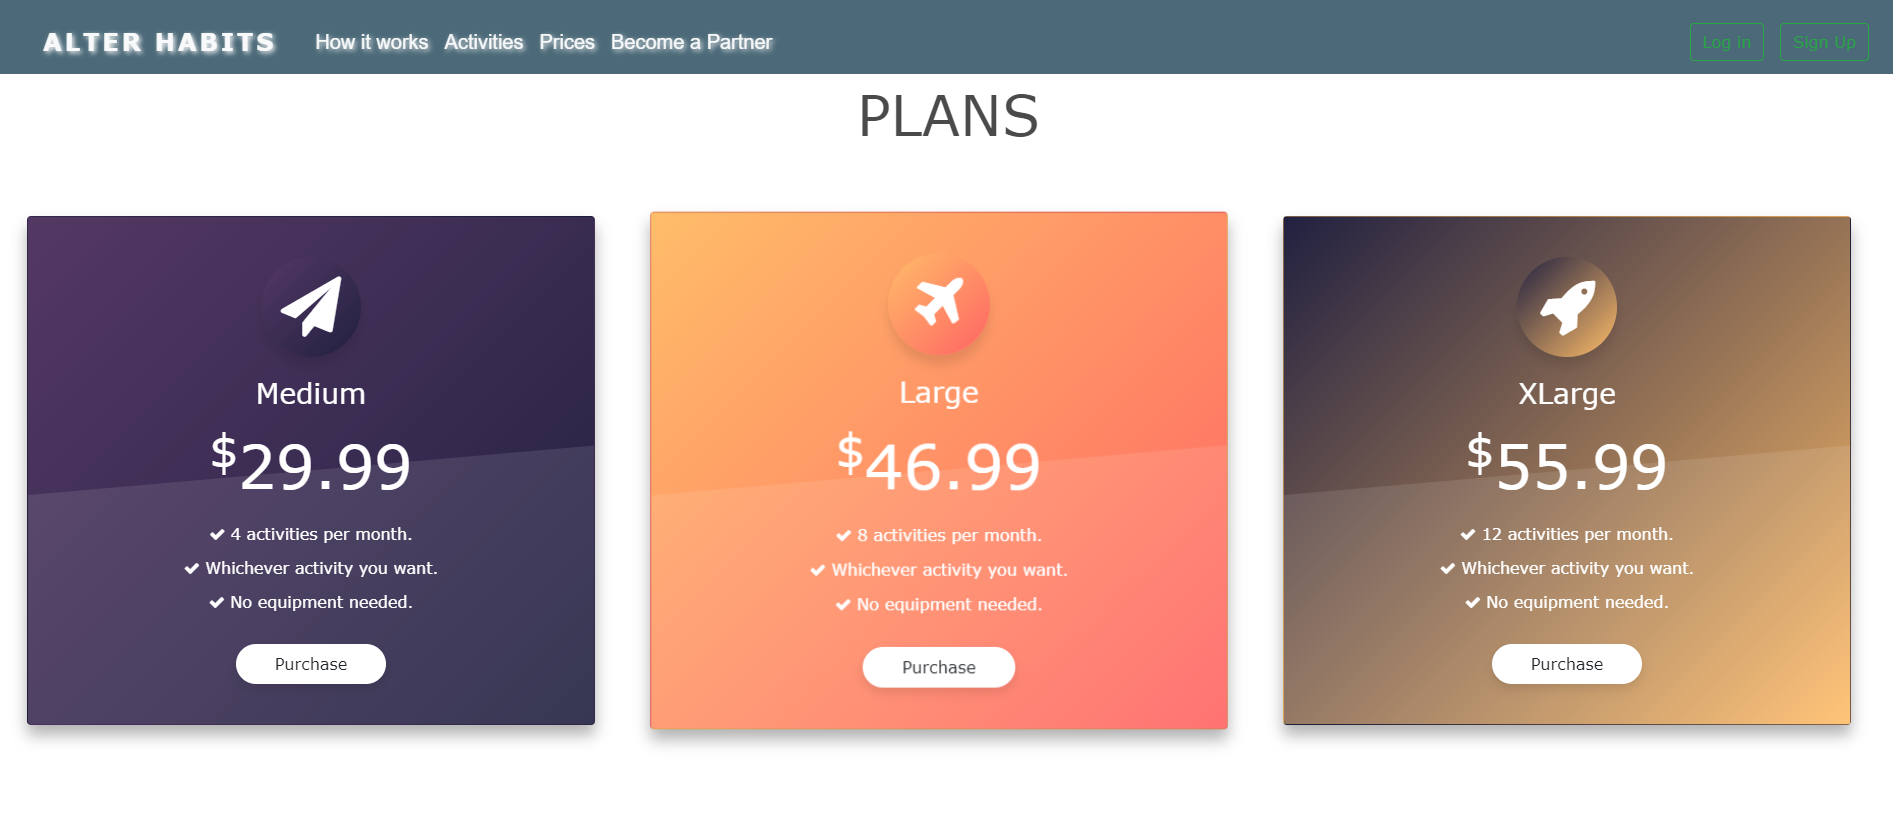 ALTER HABITS How it works Activities Prices Become a Partner Log in Sign Up
PLANS
Medium
$29.99
4 activities per month.
Whichever activity you want.
No equipment needed.
Purchase
Large
$46.99
8 activities per month.
Whichever activity you want.
No equipment needed.
Purchase
XLarge
$55.99
12 activities per month.
Whichever activity you want.
No equipment needed.
Purchase